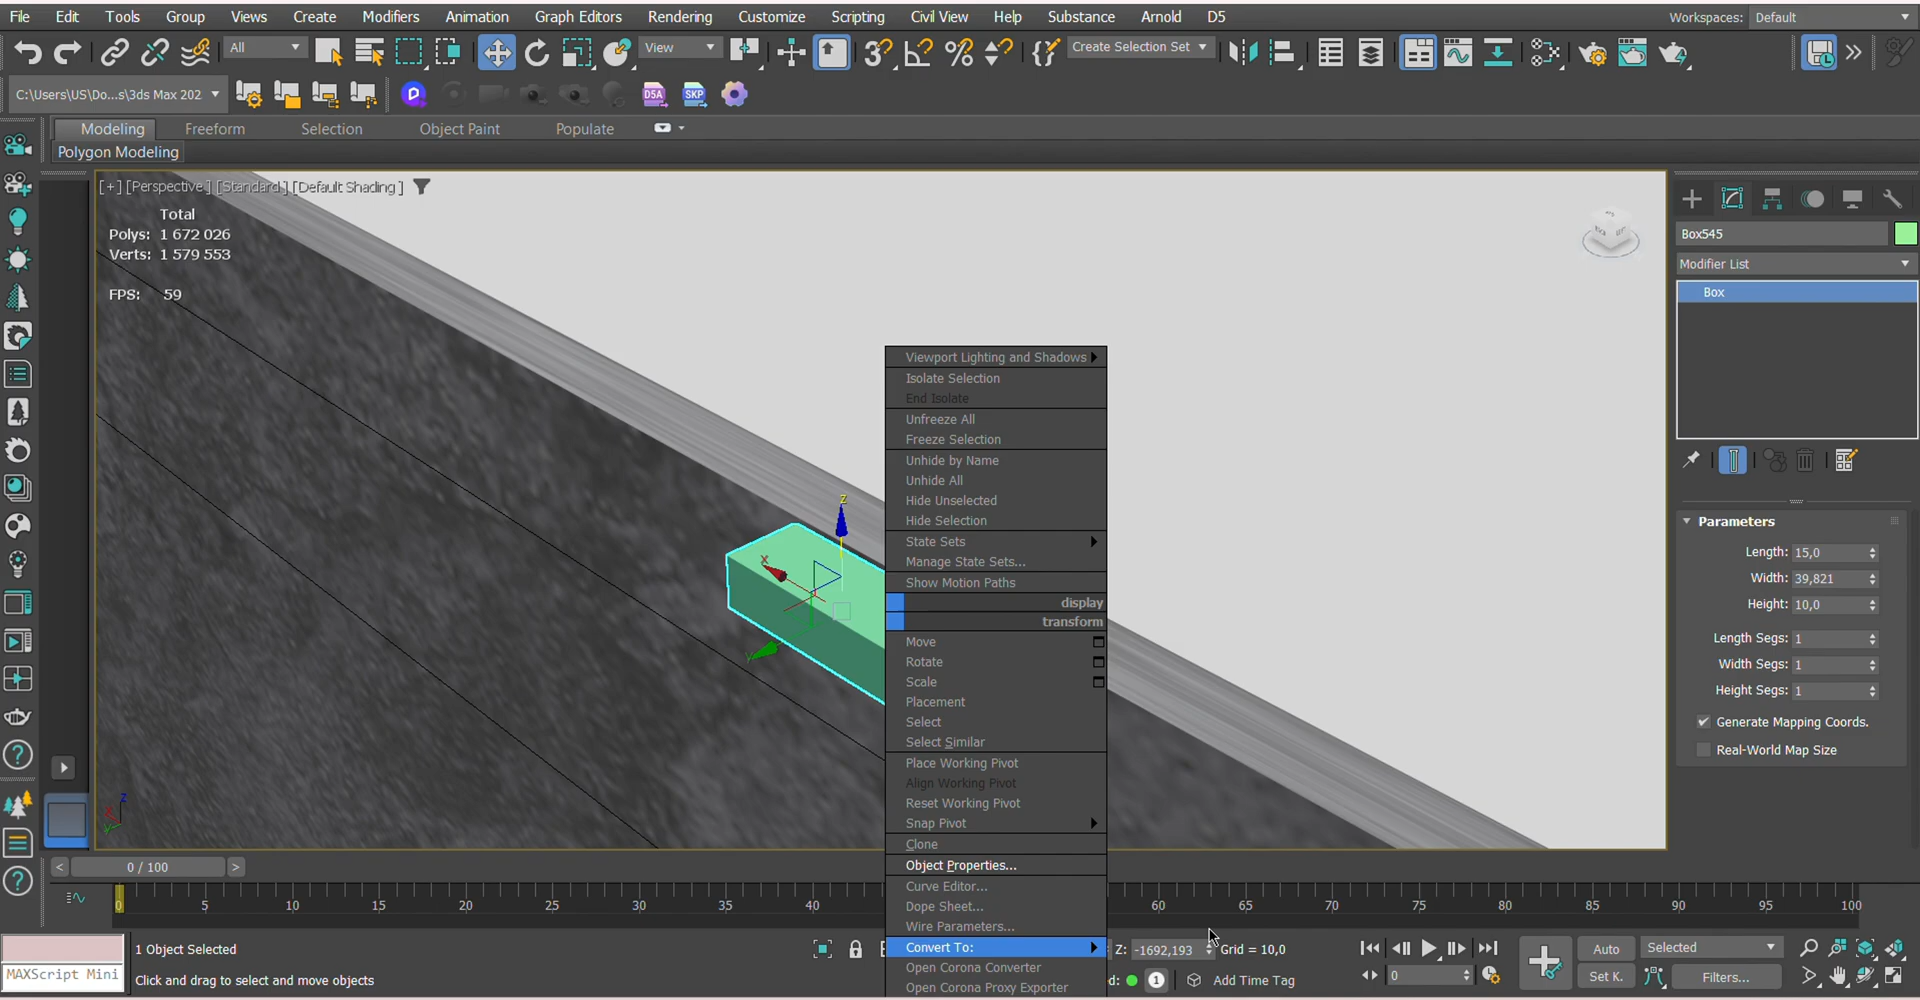 File Edit Tools Group Views Create Modifiers Animation Graph Editors Rendering Customize Scripting Civil View Help Substance Arnold D5 Workspaces: Default
All View 3 Create Selection Set
C:\Users\US\Do...s\3ds Max 202 D5A SKP
Modeling Freeform Selection Object Paint Populate
Polygon Modeling
[+] [Perspective] [Standard] [Default Shading]
Total
Polys: 1 672 026
Verts: 1 579 553
FPS: 59
Box545
Modifier List
Box
Viewport Lighting and Shadows
Isolate Selection
End Isolate
Unfreeze All
Freeze Selection
Unhide by Name
Unhide All
Hide Unselected
Hide Selection
State Sets
Manage State Sets...
Show Motion Paths
display
transform
Move
Rotate
Scale
Placement
Select
Select Similar
Place Working Pivot
Align Working Pivot
Reset Working Pivot
Snap Pivot
Clone
Object Properties...
Curve Editor...
Dope Sheet...
Wire Parameters...
Convert To:
Open Corona Converter
Open Corona Proxy Exporter
z
x
y
Parameters
Length: 15,0
Width: 39,821
Height: 10,0
Length Segs: 1
Width Segs: 1
Height Segs: 1
Generate Mapping Coords.
Real-World Map Size
z
x
y
< 0 / 100 >
0 5 10 15 20 25 30 35 40 60 65 70 75 80 85 90 95 100
1 Object Selected Z: -1692,193 Grid = 10,0 Auto Selected
MAXScript Mini Click and drag to select and move objects d: 1 Add Time Tag 0 Set K. Filters...